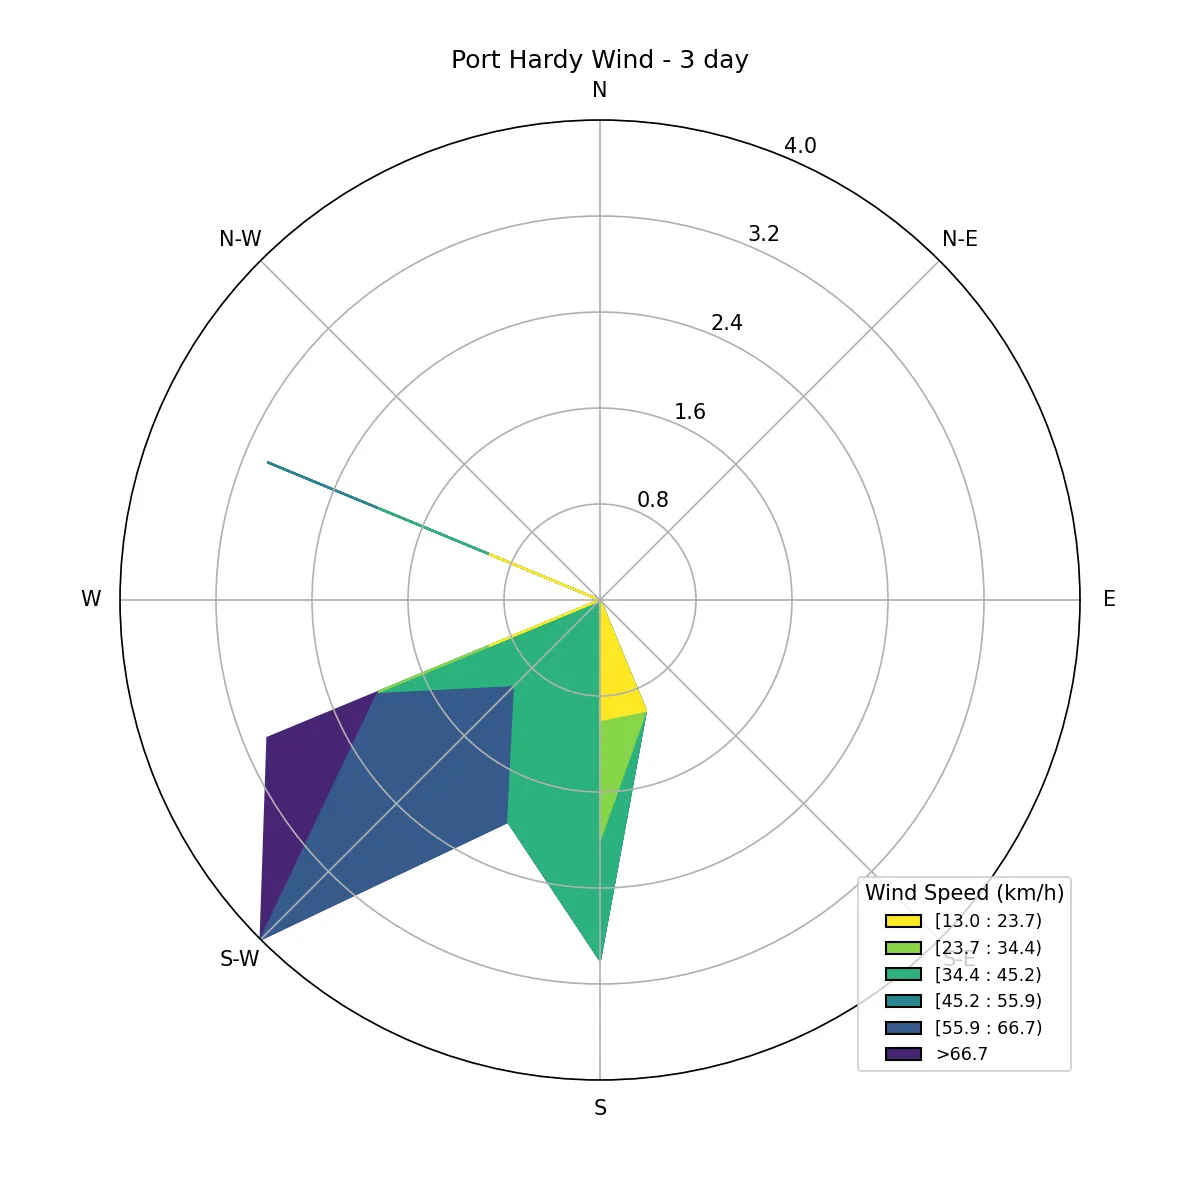 Port Hardy Wind - 3 day
N
4.0
N-W
3.2
N-E
2.4
1.6
0.8
W
E
S-W
S-E
Wind Speed (km/h)
[13.0 : 23.7)
[23.7 : 34.4)
[34.4 : 45.2)
[45.2 : 55.9)
[55.9 : 66.7)
>66.7
S